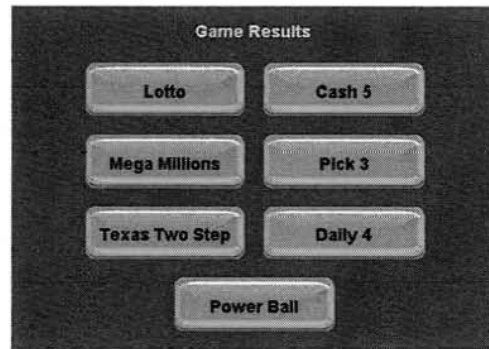 Game Results
Lotto Cash 5
Mega Millions Pick 3
Texas Two Step Daily 4
Power Ball